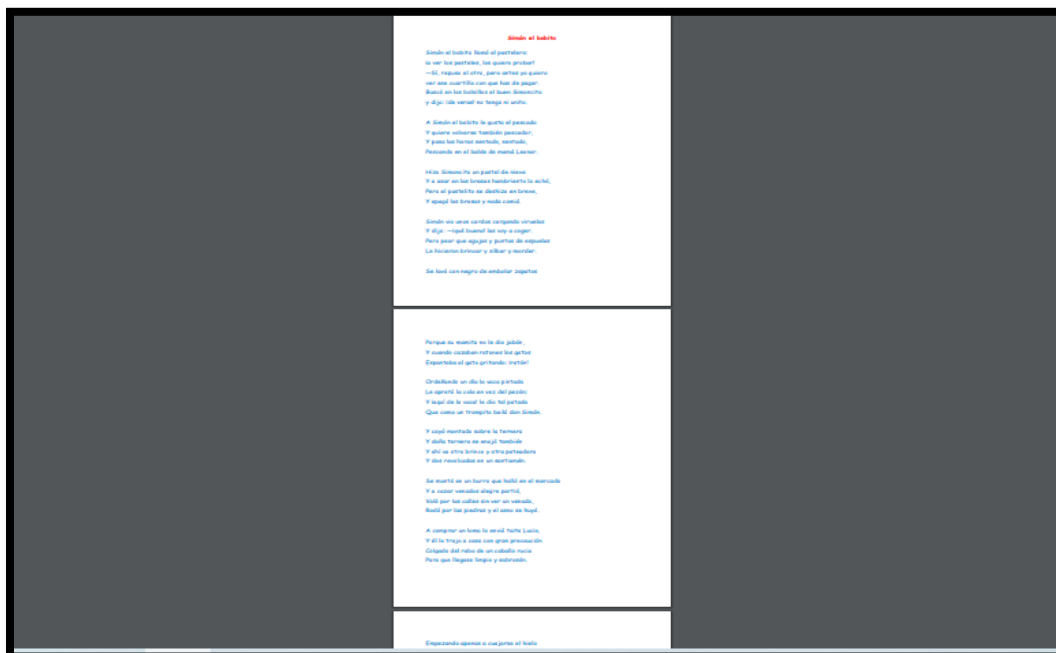 Simón el bobito
Simón el bobito llamó al pastelero:
¡a ver los pasteles, los quiero probar!
—Sí, repuso el otro, pero antes yo quiero
ver ese cuartillo con que has de pagar.
Buscó en los bolsillos el buen Simoncito
y dijo: ¡de veras! no tengo ni unito.
A Simón el bobito le gusta el pescado
Y quiere volverse también pescador,
Y pasa las horas sentado, sentado,
Pescando en el balde de mamá Leonor.
Hizo Simoncito un pastel de nieve
Y a asar en las brasas hambriento lo echó,
Pero el pastelito se deshizo en breve,
Y apagó las brasas y nada comió.
Simón vio unos cardos cargando viruelas
Y dijo: —¡qué bueno! las voy a coger.
Pero peor que agujas y puntas de espuelas
Le hicieron brincar y silbar y morder.
Se lavó con negro de embolar zapatos
Porque su mamita no le dio jabón,
Y cuando cazaban ratones los gatos
Espantaba al gato gritando: ¡ratón!
Ordeñando un día la vaca pintada
Le apretó la cola en vez del pezón;
Y ¡aquí de la vaca! le dio tal patada
Que como un trompito bailó don Simón.
Y cayó montado sobre la ternera
Y doña ternera se enojó también
Y ahí va otro brinco y otra pateadera
Y dos revolcadas en un santiamén.
Se montó en un burro que halló en el mercado
Y a cazar venados alegre partió,
Voló por las calles sin ver un venado,
Rodó por las piedras y el asno se huyó.
A comprar un lomo lo envió taita Lucio,
Y él lo trajo a casa con gran precaución
Colgado del rabo de un caballo rucio
Para que llegase limpio y sabrosón.
Empezando apenas a cuajarse el hielo